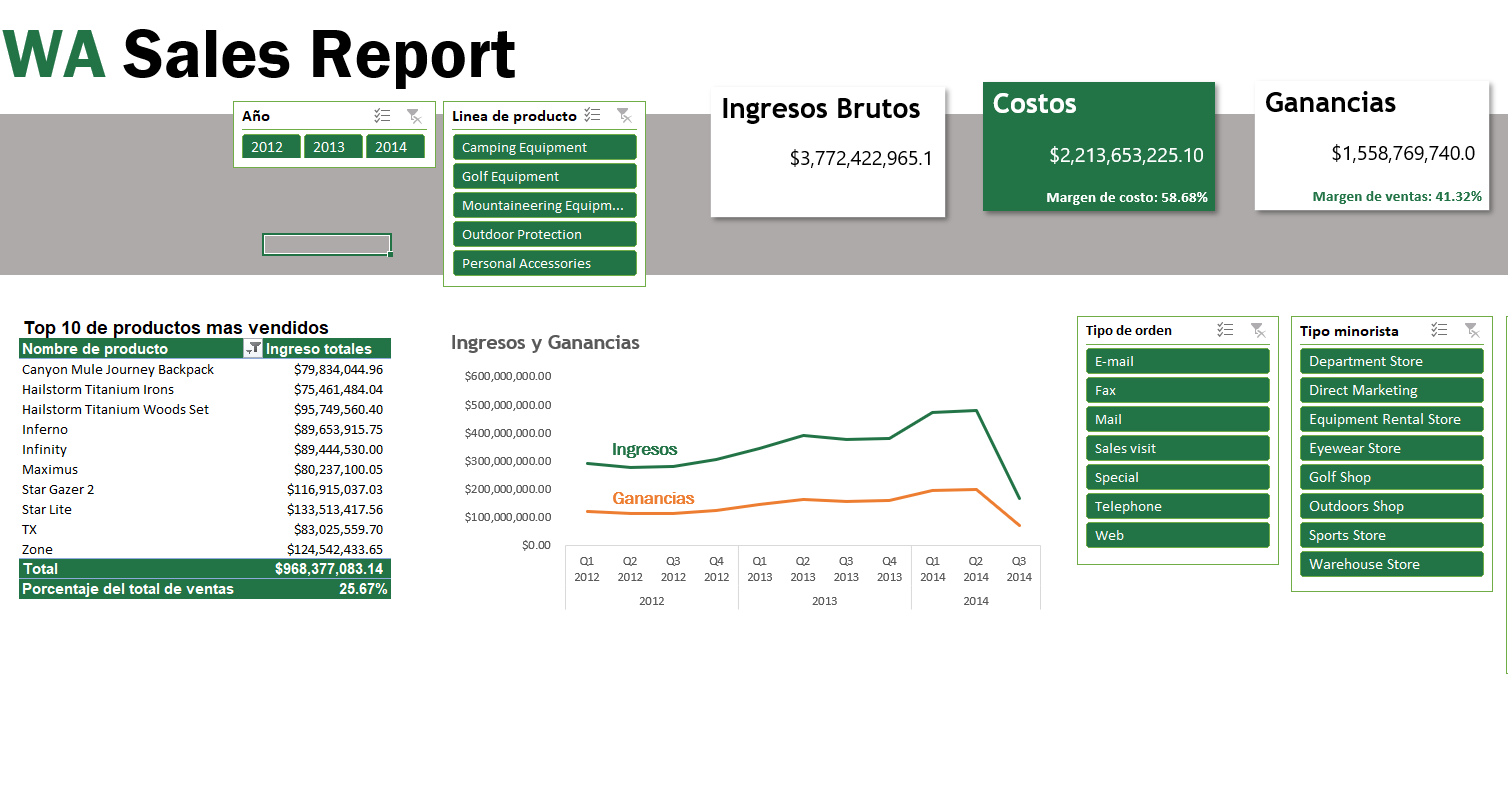 WA Sales Report
Año
2012 2013 2014
Linea de producto
Camping Equipment
Golf Equipment
Mountaineering Equipm...
Outdoor Protection
Personal Accessories
Ingresos Brutos
$3,772,422,965.1
Costos
$2,213,653,225.10
Margen de costo: 58.68%
Ganancias
$1,558,769,740.0
Margen de ventas: 41.32%
Top 10 de productos mas vendidos
Nombre de producto Ingreso totales
Canyon Mule Journey Backpack $79,834,044.96
Hailstorm Titanium Irons $75,461,484.04
Hailstorm Titanium Woods Set $95,749,560.40
Inferno $89,653,915.75
Infinity $89,444,530.00
Maximus $80,237,100.05
Star Gazer 2 $116,915,037.03
Star Lite $133,513,417.56
TX $83,025,559.70
Zone $124,542,433.65
Total $968,377,083.14
Porcentaje del total de ventas 25.67%
Ingresos y Ganancias
$600,000,000.00
$500,000,000.00
$400,000,000.00
$300,000,000.00
$200,000,000.00
$100,000,000.00
$0.00
Ingresos
Ganancias
Q1 Q2 Q3 Q4 Q1 Q2 Q3 Q4 Q1 Q2 Q3
2012 2012 2012 2012 2013 2013 2013 2013 2014 2014 2014
2012 2013 2014
Tipo de orden
E-mail
Fax
Mail
Sales visit
Special
Telephone
Web
Tipo minorista
Department Store
Direct Marketing
Equipment Rental Store
Eyewear Store
Golf Shop
Outdoors Shop
Sports Store
Warehouse Store